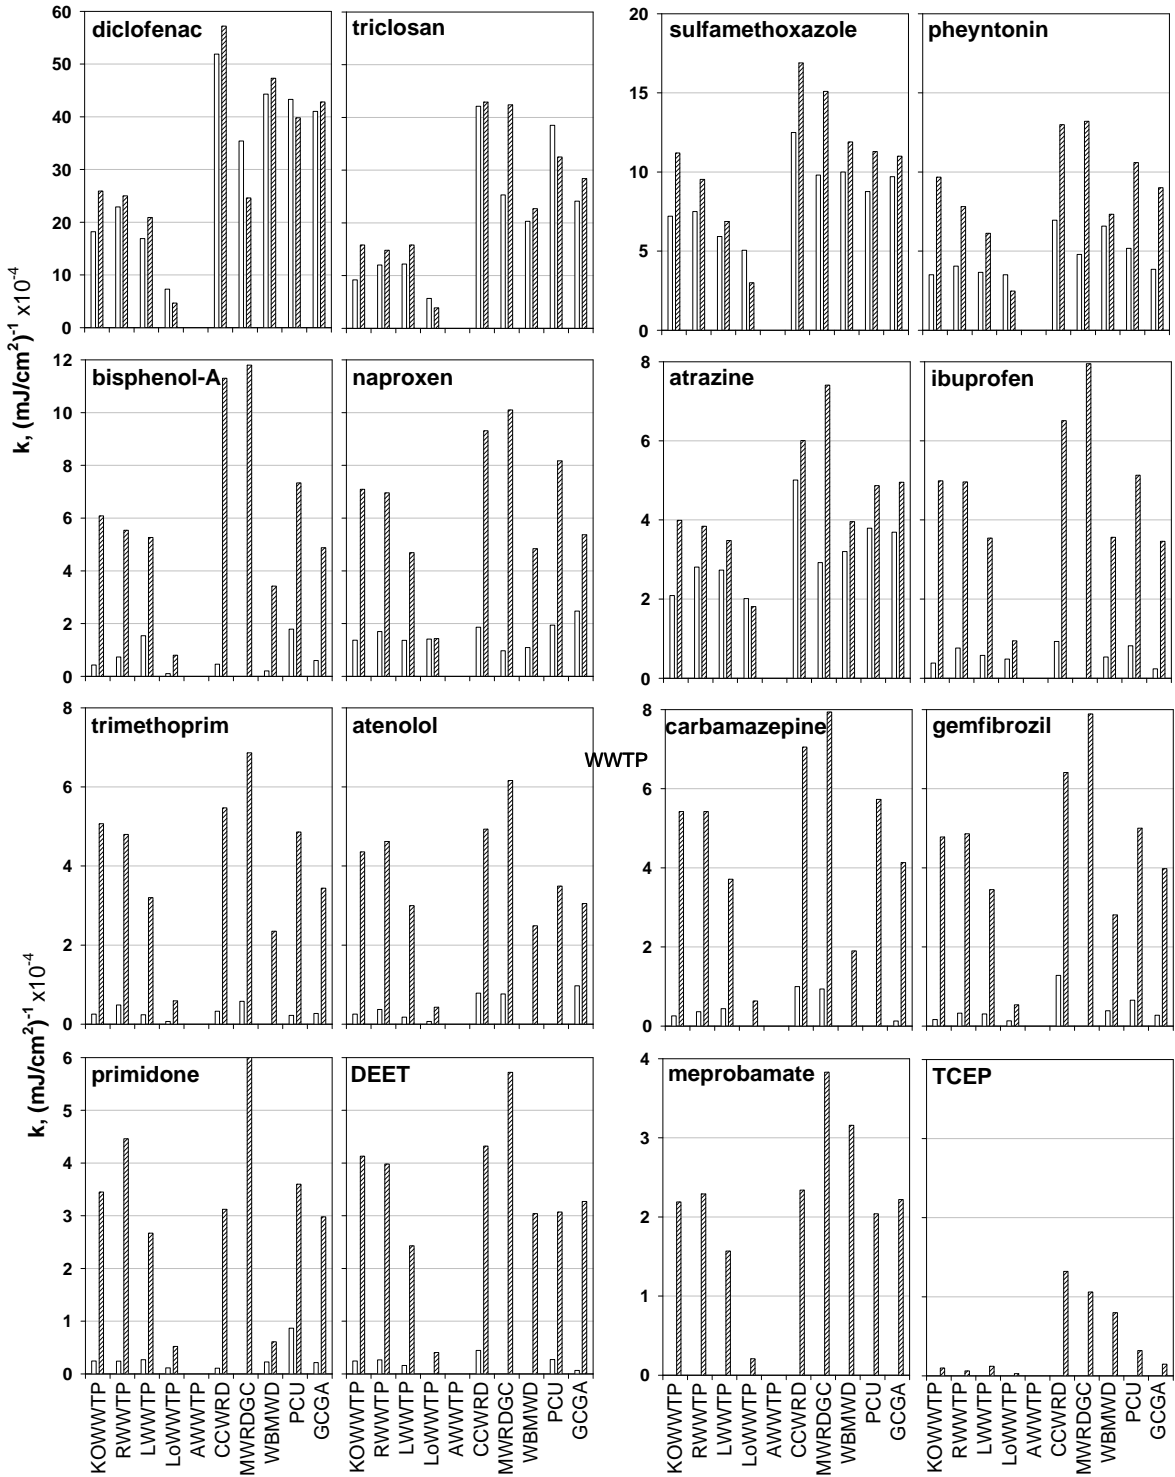 diclofenac
triclosan
sulfamethoxazole
pheyntonin
60
50
40
30
20
10
0
20
15
10
5
0
k, (mJ/cm²)⁻¹ x10⁻⁴
bisphenol-A
naproxen
atrazine
ibuprofen
12
10
8
6
4
2
0
8
6
4
2
0
trimethoprim
atenolol
WWTP
carbamazepine
gemfibrozil
8
6
4
2
0
8
6
4
2
0
k, (mJ/cm²)⁻¹ x10⁻⁴
primidone
DEET
meprobamate
TCEP
6
5
4
3
2
1
0
4
3
2
1
0
KOWWTP
RWWTP
LWWTP
LoWWTP
AWWTP
CCWRD
MWRDGC
WBMWD
PCU
GCGA
KOWWTP
RWWTP
LWWTP
LoWWTP
AWWTP
CCWRD
MWRDGC
WBMWD
PCU
GCGA
KOWWTP
RWWTP
LWWTP
LoWWTP
AWWTP
CCWRD
MWRDGC
WBMWD
PCU
GCGA
KOWWTP
RWWTP
LWWTP
LoWWTP
AWWTP
CCWRD
MWRDGC
WBMWD
PCU
GCGA